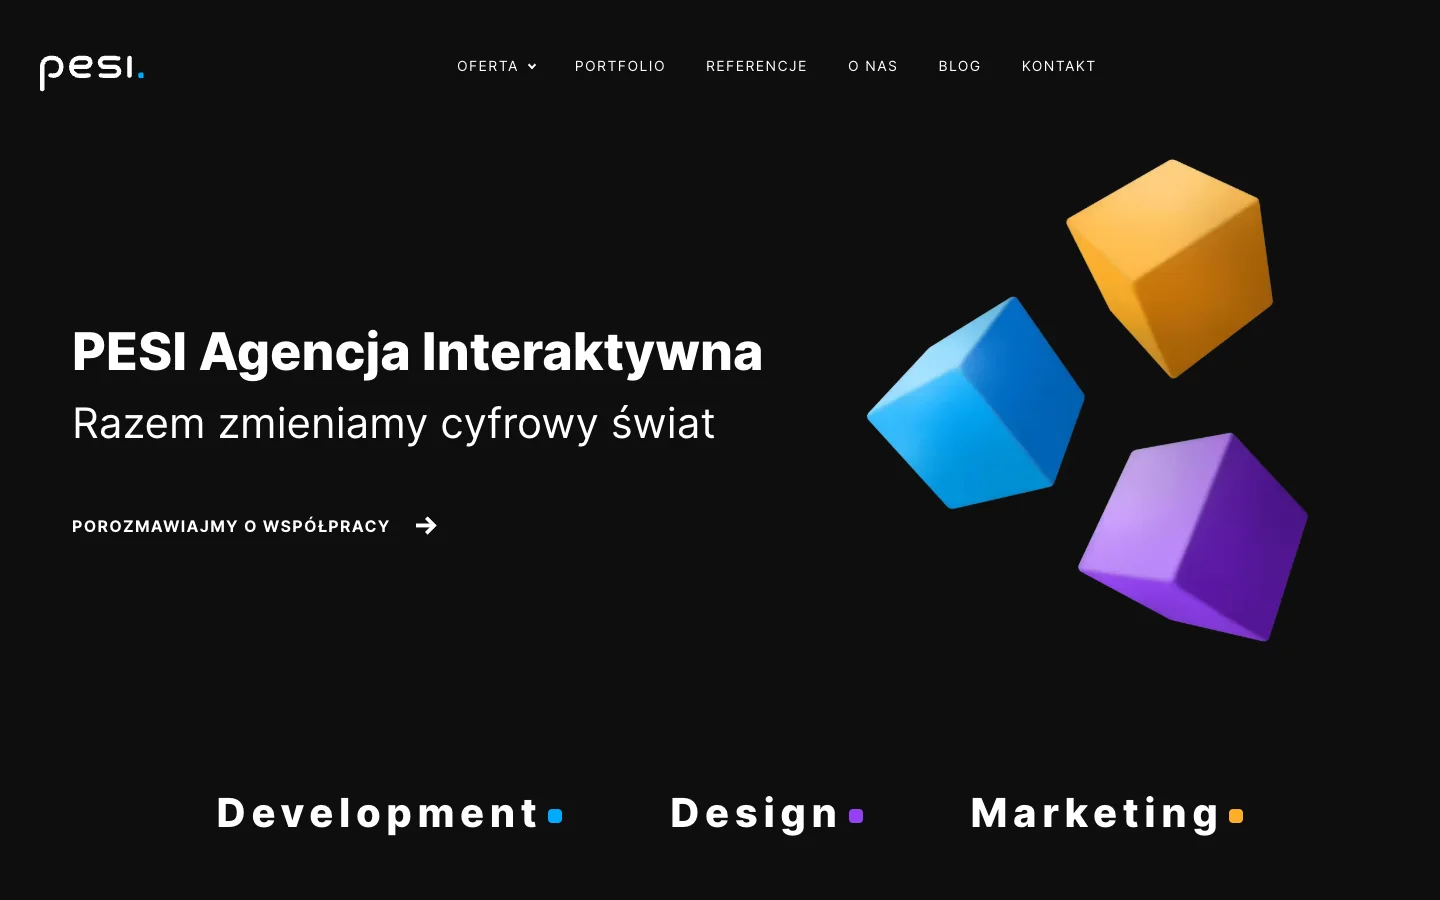 pesi.
OFERTA PORTFOLIO REFERENCJE O NAS BLOG KONTAKT
PESI Agencja Interaktywna
Razem zmieniamy cyfrowy świat
POROZMAWIAJMY O WSPÓŁPRACY
Development Design Marketing